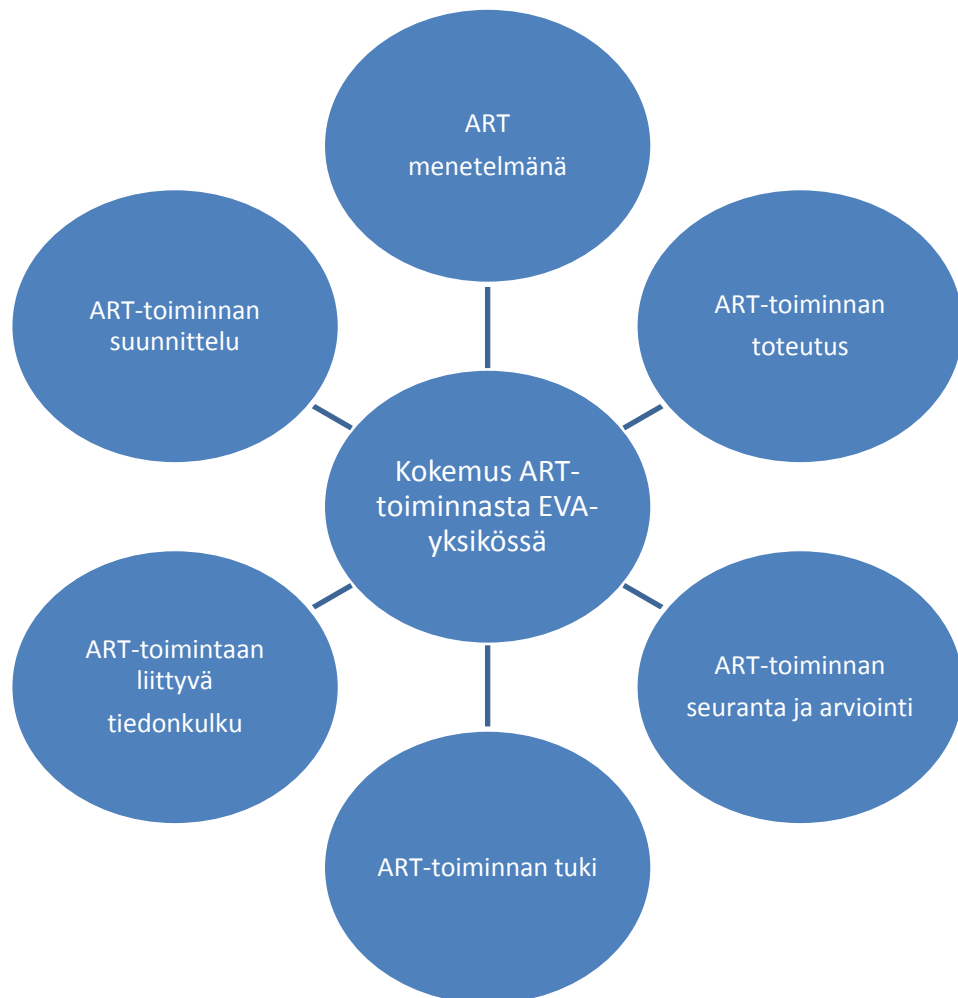 ART
menetelmänä
ART-toiminnan
suunnittelu
ART-toiminnan
toteutus
Kokemus ART-
toiminnasta EVA-
yksikössä
ART-toimintaan
liittyvä
tiedonkulku
ART-toiminnan
seuranta ja arviointi
ART-toiminnan tuki